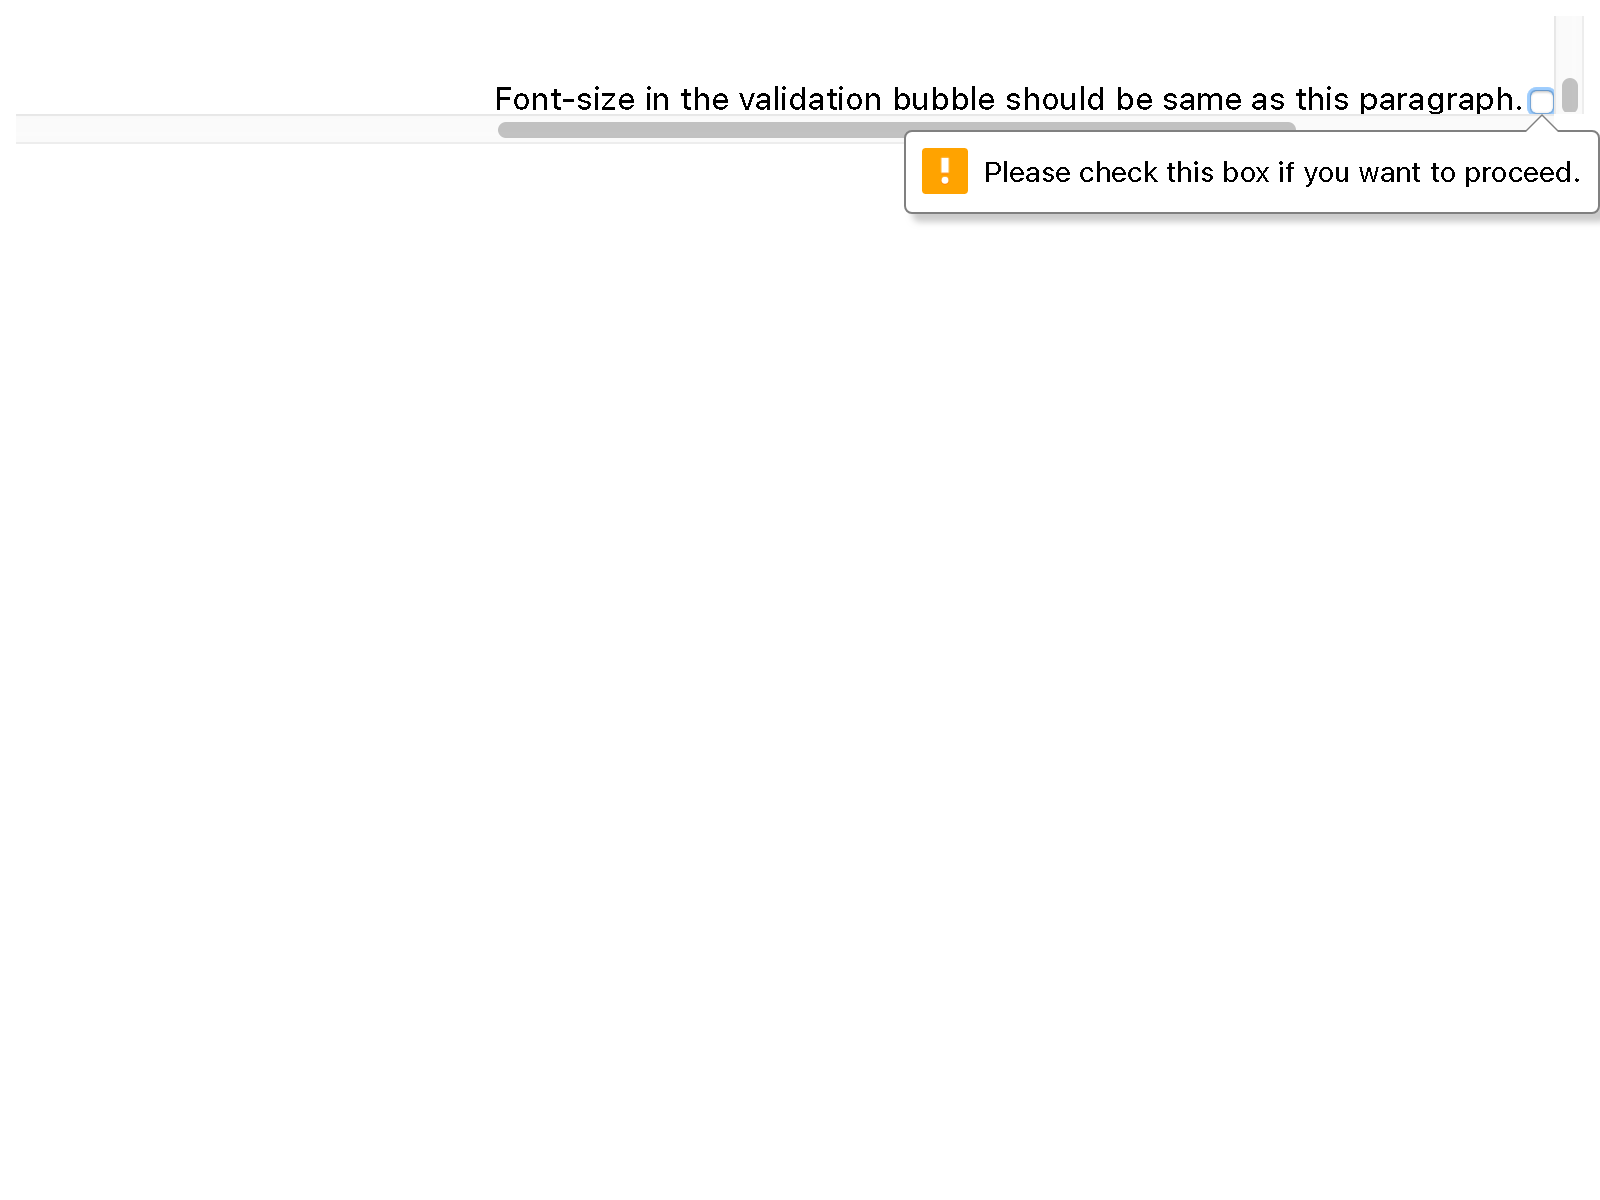 Font-size in the validation bubble should be same as this paragraph.
Please check this box if you want to proceed.